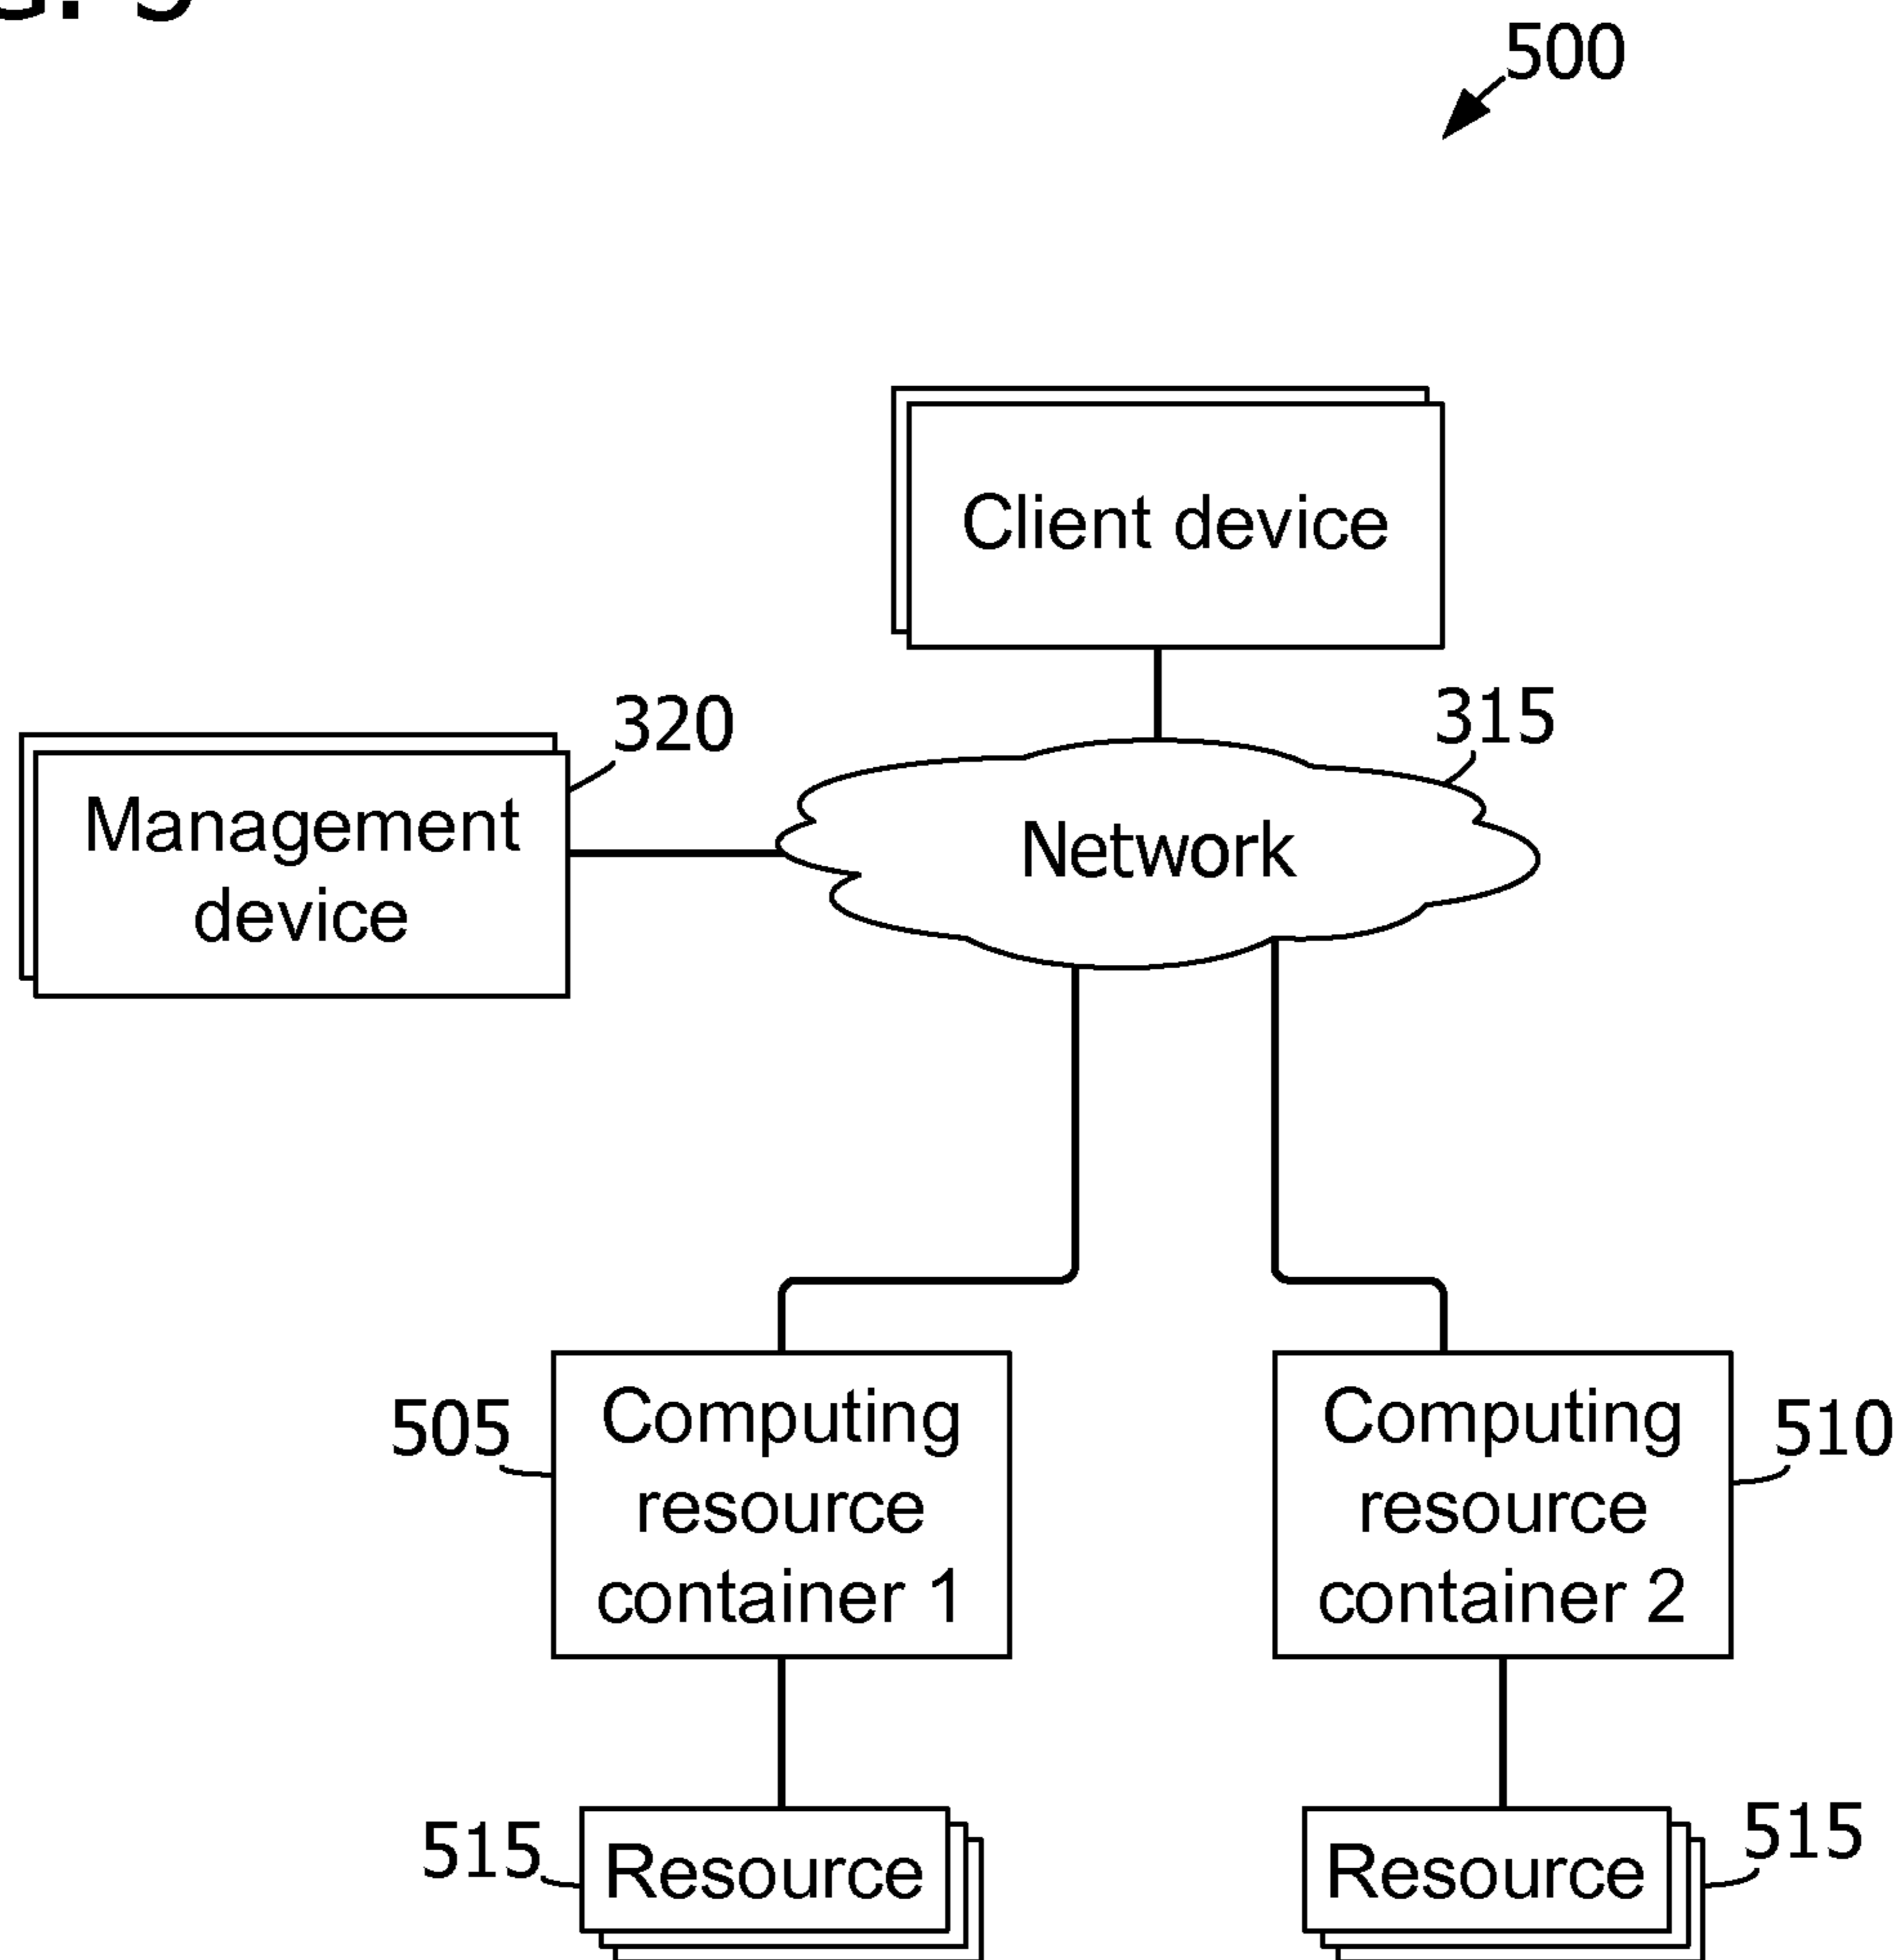 500
Client device
320
315
Management
device
Network
505
Computing
resource
container 1
Computing
resource
container 2
510
515
Resource
Resource
515